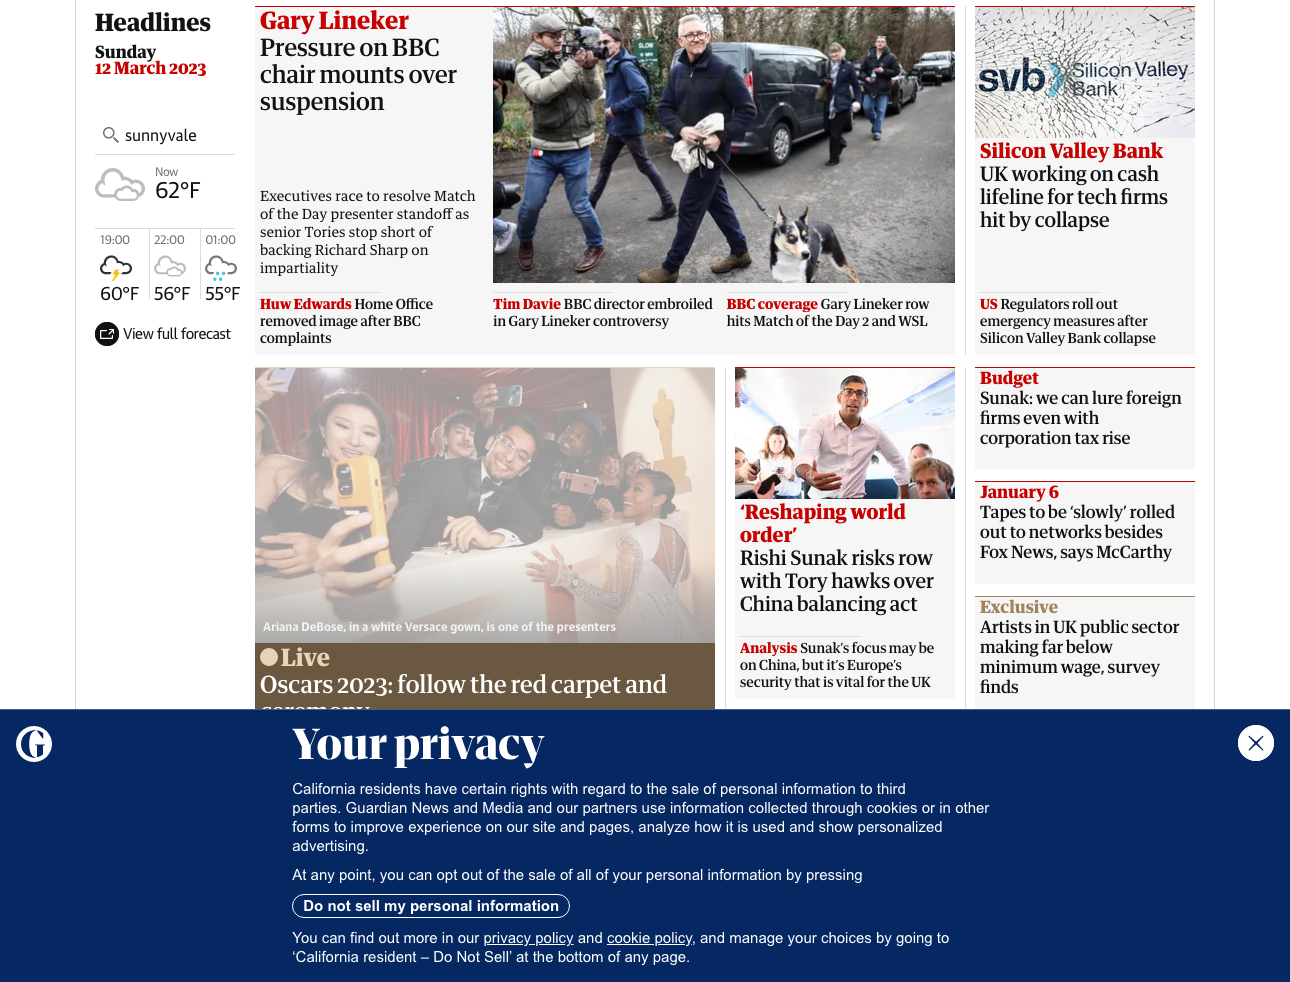 Headlines
Sunday
12 March 2023
sunnyvale
Now
62°F
19:00
22:00
01:00
60°F
56°F
55°F
View full forecast
Gary Lineker
Pressure on BBC
chair mounts over
suspension
Executives race to resolve Match
of the Day presenter standoff as
senior Tories stop short of
backing Richard Sharp on
impartiality
SLOW
Huw Edwards Home Office
removed image after BBC
complaints
Tim Davie BBC director embroiled
in Gary Lineker controversy
BBC coverage Gary Lineker row
hits Match of the Day 2 and WSL
svb Silicon Valley
Bank
Silicon Valley Bank
UK working on cash
lifeline for tech firms
hit by collapse
US Regulators roll out
emergency measures after
Silicon Valley Bank collapse
Ariana DeBose, in a white Versace gown, is one of the presenters
Live
Oscars 2023: follow the red carpet and
ceremony
‘Reshaping world
order’
Rishi Sunak risks row
with Tory hawks over
China balancing act
Analysis Sunak’s focus may be
on China, but it’s Europe’s
security that is vital for the UK
Budget
Sunak: we can lure foreign
firms even with
corporation tax rise
January 6
Tapes to be ‘slowly’ rolled
out to networks besides
Fox News, says McCarthy
Exclusive
Artists in UK public sector
making far below
minimum wage, survey
finds
G
Your privacy
California residents have certain rights with regard to the sale of personal information to third
parties. Guardian News and Media and our partners use information collected through cookies or in other
forms to improve experience on our site and pages, analyze how it is used and show personalized
advertising.
At any point, you can opt out of the sale of all of your personal information by pressing
Do not sell my personal information
You can find out more in our privacy policy and cookie policy, and manage your choices by going to
‘California resident – Do Not Sell’ at the bottom of any page.